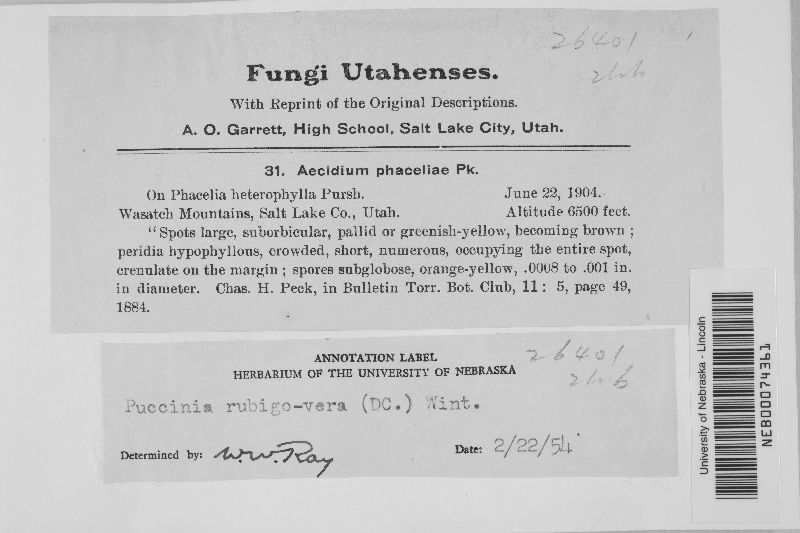 26401
Fungi Utahenses.
With Reprint of the Original Descriptions.
A. O. Garrett, High School, Salt Lake City, Utah.
31. Aecidium phaceliae Pk.
On Phacelia heterophylla Pursh. June 22, 1904.
Wasatch Mountains, Salt Lake Co., Utah. Altitude 6500 feet.
"Spots large, suborbicular, pallid or greenish-yellow, becoming brown ;
peridia hypophyllous, crowded, short, numerous, occupying the entire spot,
crenulate on the margin ; spores subglobose, orange-yellow, .0008 to .001 in.
in diameter. Chas. H. Peck, in Bulletin Torr. Bot. Club, 11 : 5, page 49,
1884.
ANNOTATION LABEL
HERBARIUM OF THE UNIVERSITY OF NEBRASKA
26401
Puccinia rubigo-vera (DC.) Wint.
Determined by: W.W. Ray Date: 2/22/54
University of Nebraska - Lincoln
NEB00074361